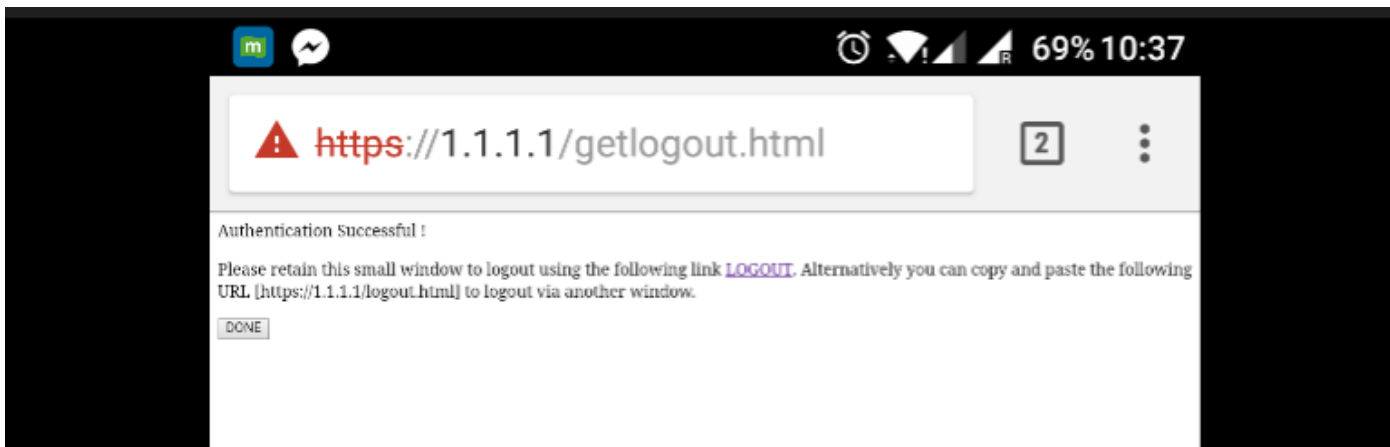 m
69% 10:37
R
https://1.1.1.1/getlogout.html
2
Authentication Successful !
Please retain this small window to logout using the following link LOGOUT. Alternatively you can copy and paste the following
URL [https://1.1.1.1/logout.html] to logout via another window.
DONE